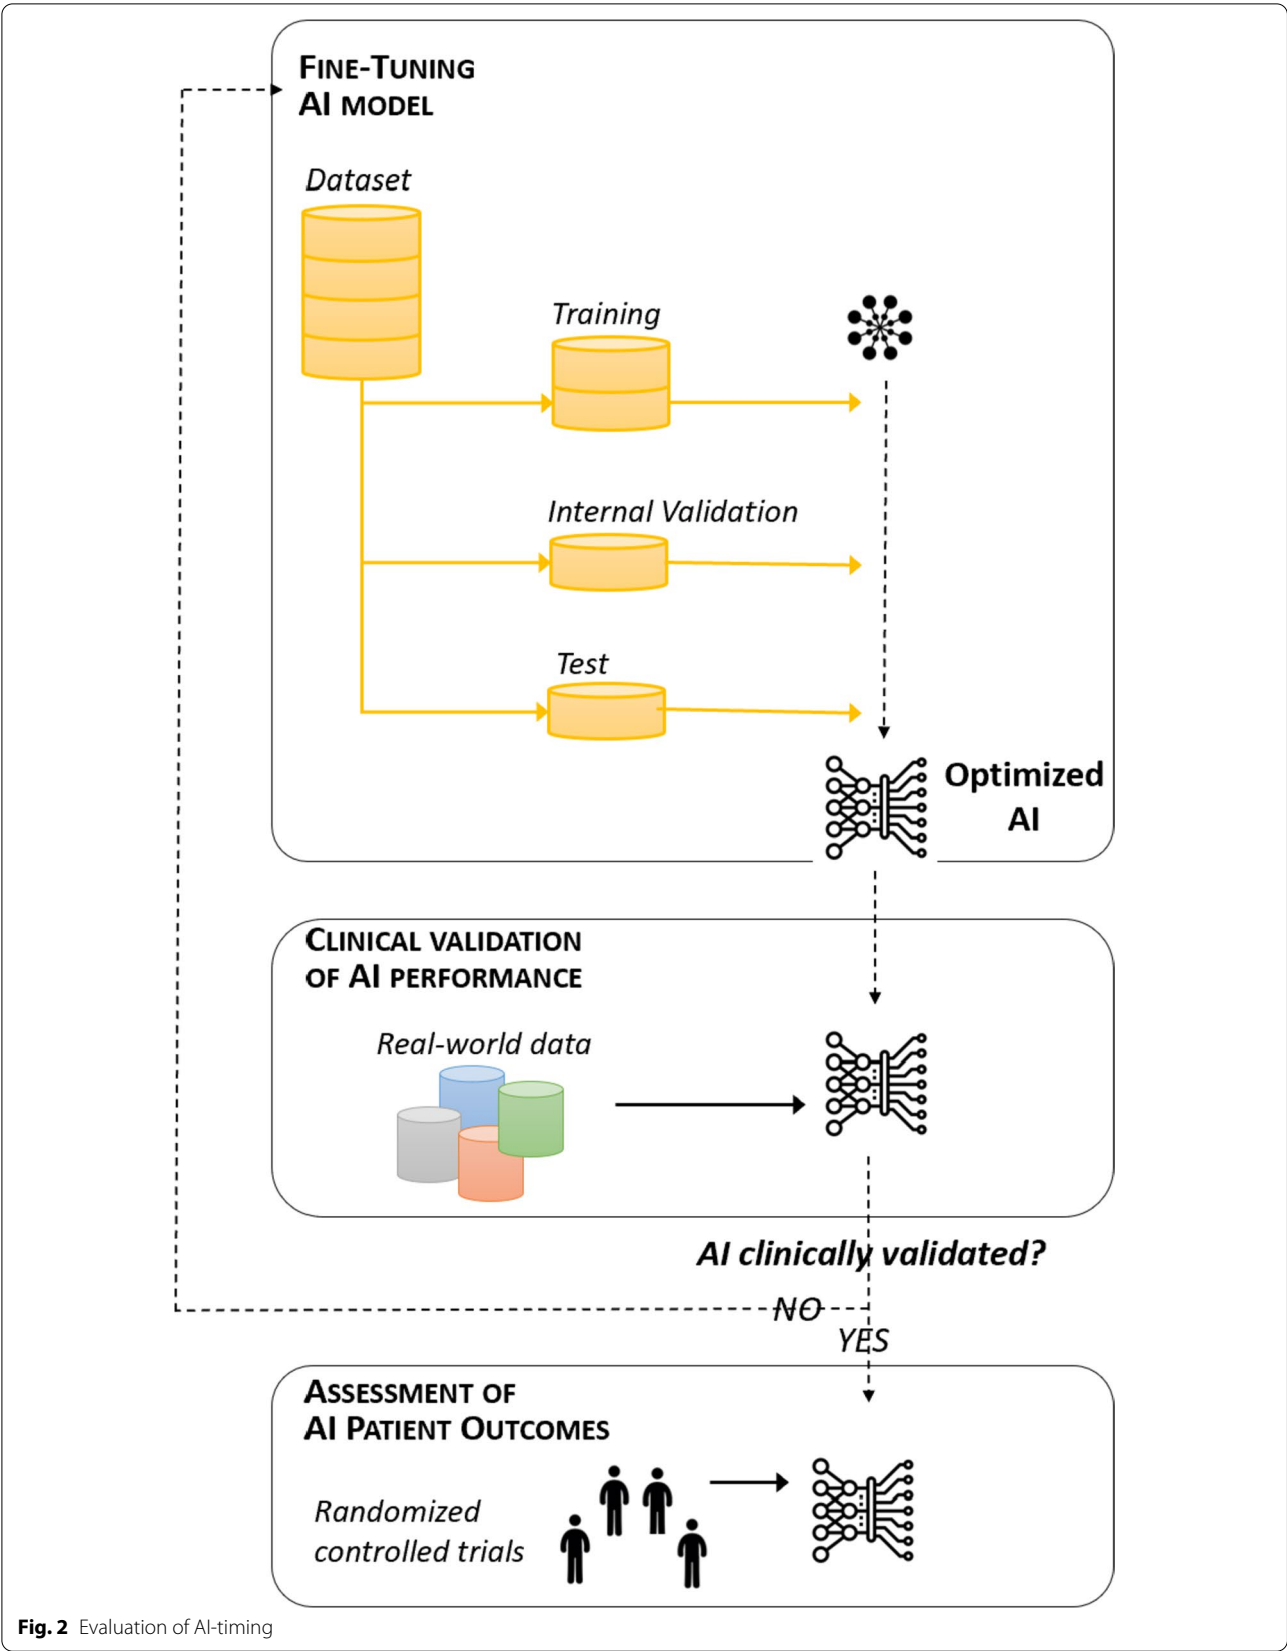 FINE-TUNING
AI MODEL
Dataset
Training
Internal Validation
Test
Optimized
AI
CLINICAL VALIDATION
OF AI PERFORMANCE
Real-world data
AI clinically validated?
NO
YES
ASSESSMENT OF
AI PATIENT OUTCOMES
Randomized
controlled trials
Fig. 2 Evaluation of AI-timing